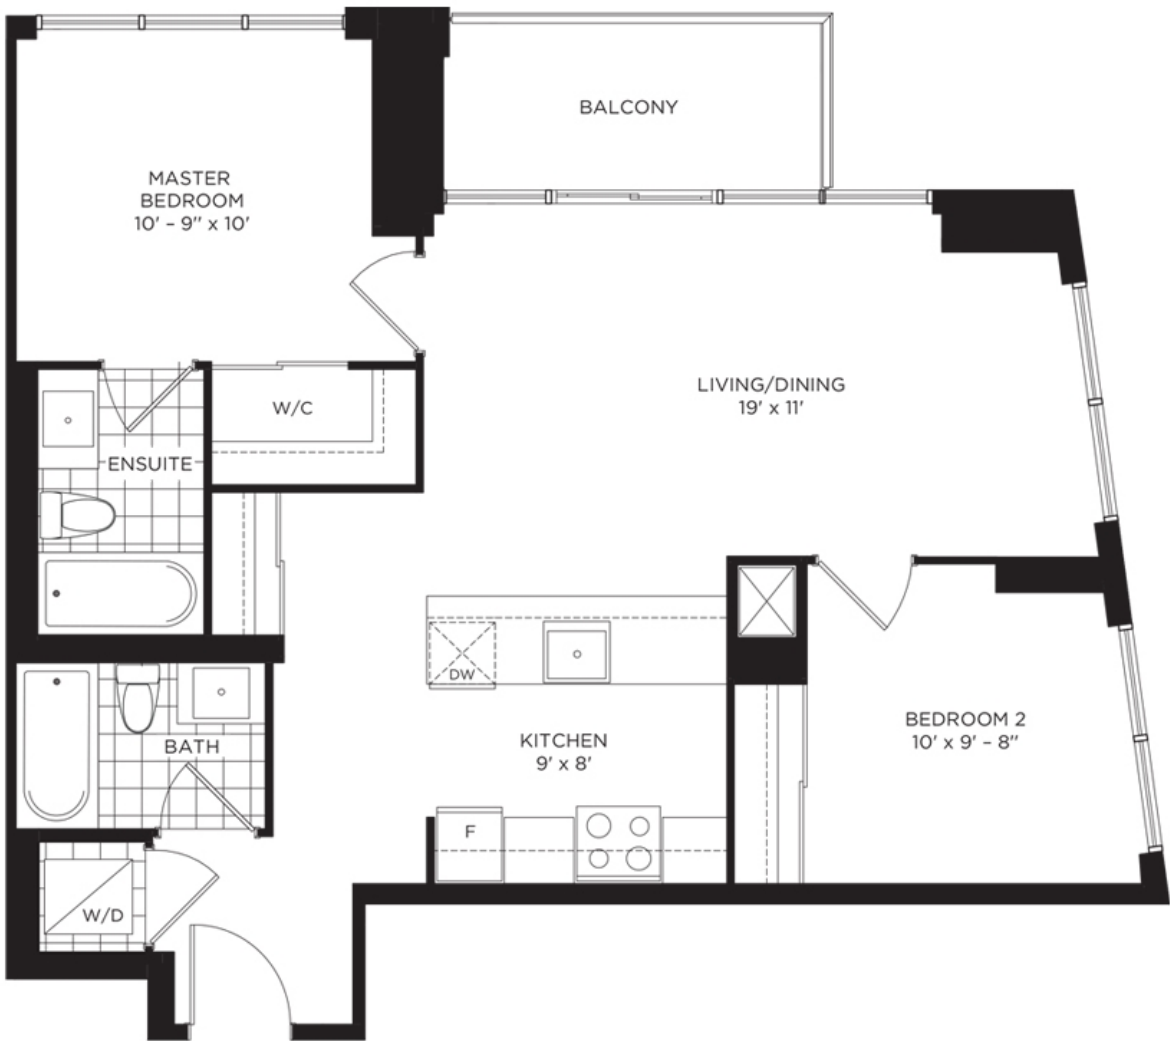 BALCONY
MASTER
BEDROOM
10' – 9" x 10'
LIVING/DINING
19' x 11'
W/C
ENSUITE
DW
BEDROOM 2
10' x 9' – 8"
KITCHEN
9' x 8'
BATH
F
W/D